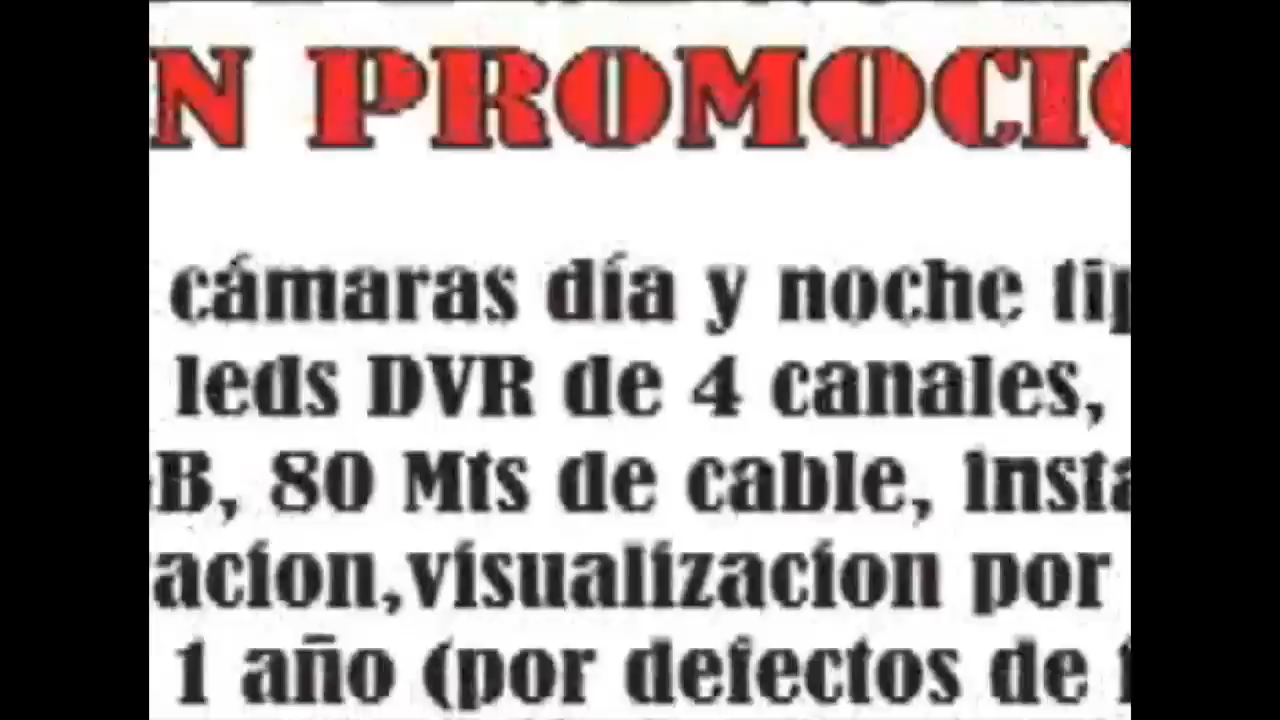 N PROMOCIO
cámaras día y noche tip
leds DVR de 4 canales,
B, 80 Mts de cable, insta
acion,visualizacion por
1 año (por defectos de f